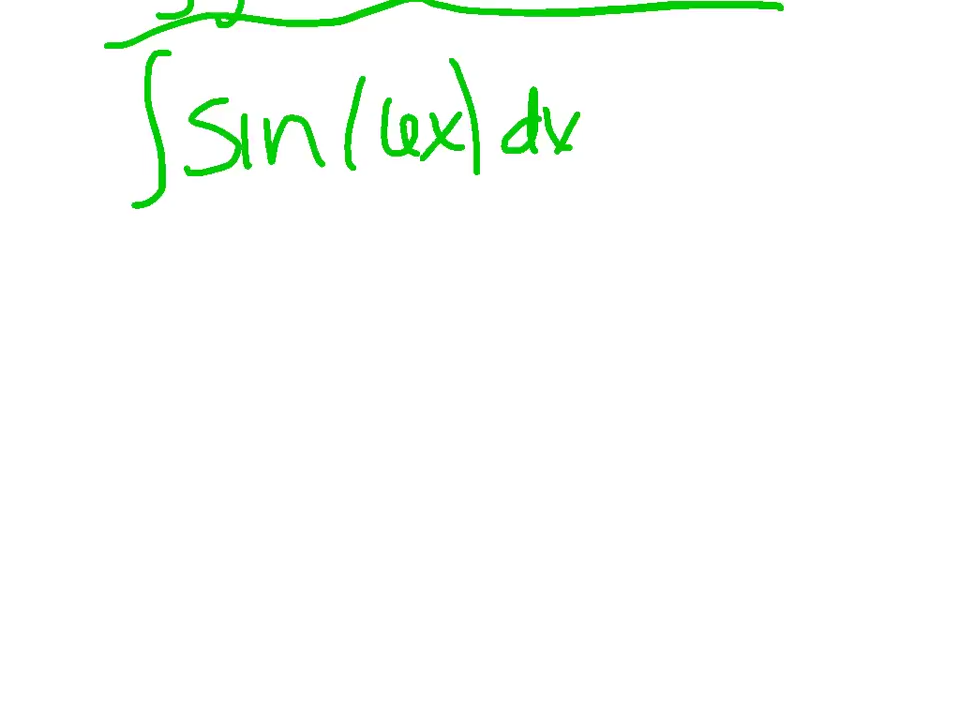 ∫ sin(6x) dx